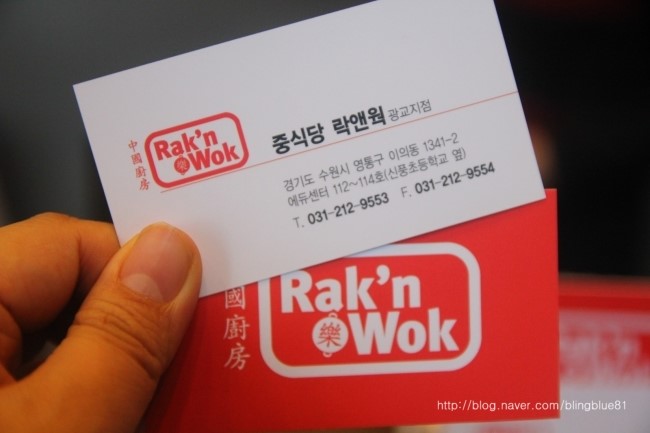 中國廚房
Rak'n
樂 Wok
중식당 락앤웍 광교지점
경기도 수원시 영통구 이의동 1341-2
에듀센터 112~114호(신풍초등학교 옆)
T. 031-212-9553 F. 031-212-9554
國廚房
Rak'n
樂 Wok
http://blog.naver.com/blingblue81